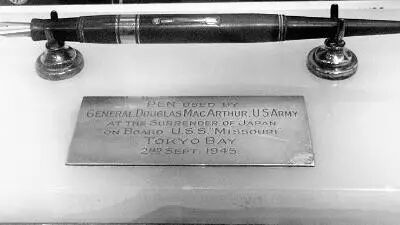 PEN USED BY
GENERAL DOUGLAS MACARTHUR, U.S ARMY
AT THE SURRENDER OF JAPAN
ON BOARD U.S.S. "MISSOURI"
TOKYO BAY
2ND SEPT. 1945.